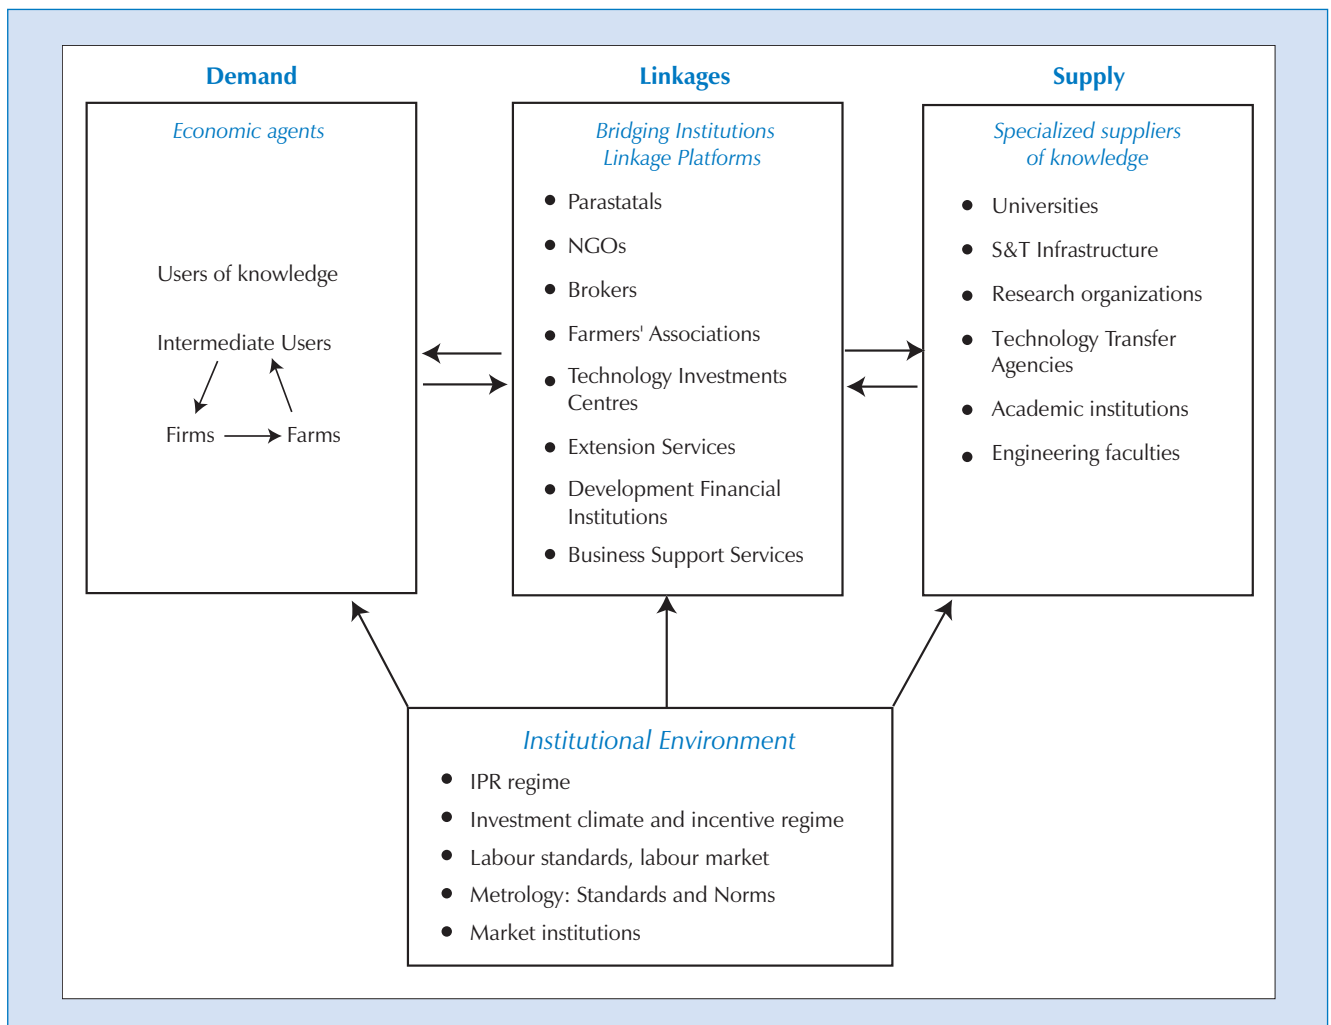 Demand
Economic agents
Users of knowledge
Intermediate Users
Firms
Farms
Linkages
Bridging Institutions
Linkage Platforms
● Parastatals
● NGOs
● Brokers
● Farmers' Associations
● Technology Investments
Centres
● Extension Services
● Development Financial
Institutions
● Business Support Services
Supply
Specialized suppliers
of knowledge
● Universities
● S&T Infrastructure
● Research organizations
● Technology Transfer
Agencies
● Academic institutions
● Engineering faculties
Institutional Environment
● IPR regime
● Investment climate and incentive regime
● Labour standards, labour market
● Metrology: Standards and Norms
● Market institutions